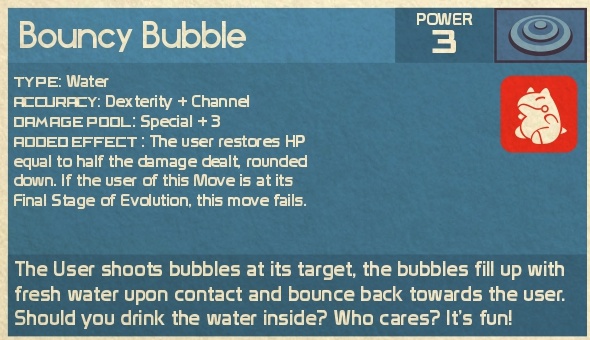 Bouncy Bubble
POWER
3
TYPE: Water
ACCURACY: Dexterity + Channel
DAMAGE POOL: Special + 3
ADDED EFFECT : The user restores HP
equal to half the damage dealt, rounded
down. If the user of this Move is at its
Final Stage of Evolution, this move fails.
The User shoots bubbles at its target, the bubbles fill up with
fresh water upon contact and bounce back towards the user.
Should you drink the water inside? Who cares? It's fun!